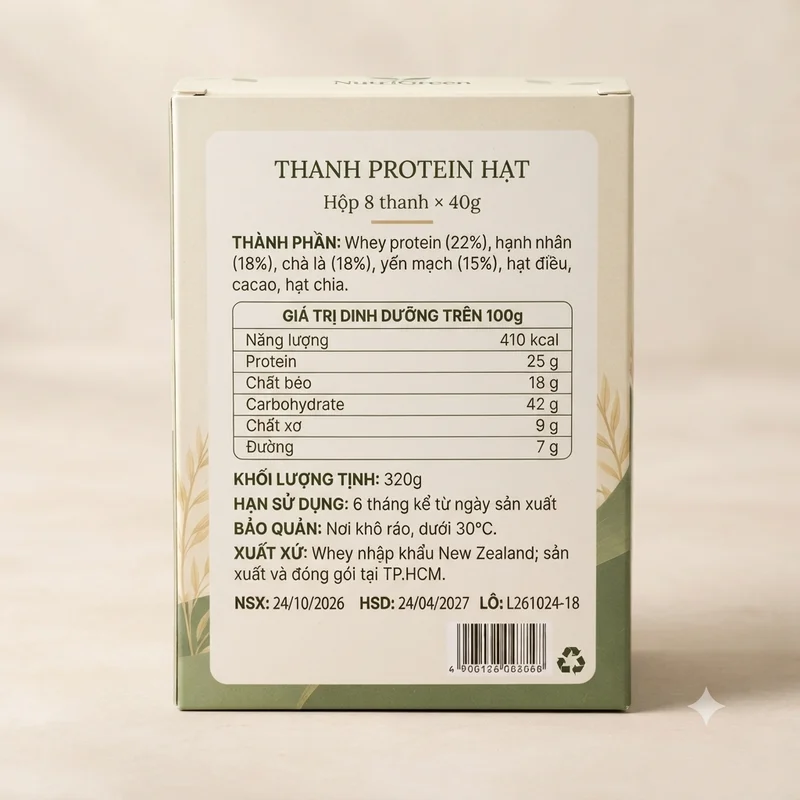 NutriGreen
THANH PROTEIN HẠT
Hộp 8 thanh × 40g
THÀNH PHẦN: Whey protein (22%), hạnh nhân
(18%), chà là (18%), yến mạch (15%), hạt điều,
cacao, hạt chia.
GIÁ TRỊ DINH DƯỠNG TRÊN 100g
Năng lượng 410 kcal
Protein 25 g
Chất béo 18 g
Carbohydrate 42 g
Chất xơ 9 g
Đường 7 g
KHỐI LƯỢNG TỊNH: 320g
HẠN SỬ DỤNG: 6 tháng kể từ ngày sản xuất
BẢO QUẢN: Nơi khô ráo, dưới 30°C.
XUẤT XỨ: Whey nhập khẩu New Zealand; sản
xuất và đóng gói tại TP.HCM.
NSX: 24/10/2026 HSD: 24/04/2027 LÔ: L261024-18